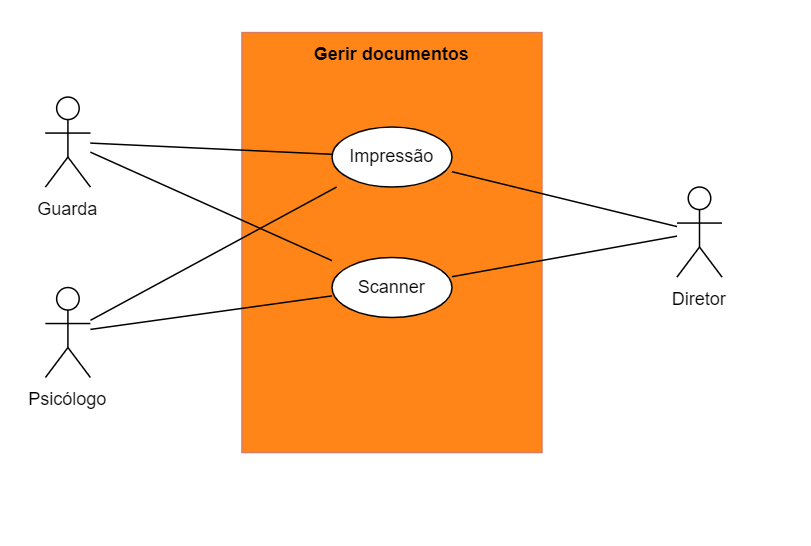 Gerir documentos
Guarda
Impressão
Scanner
Diretor
Psicólogo